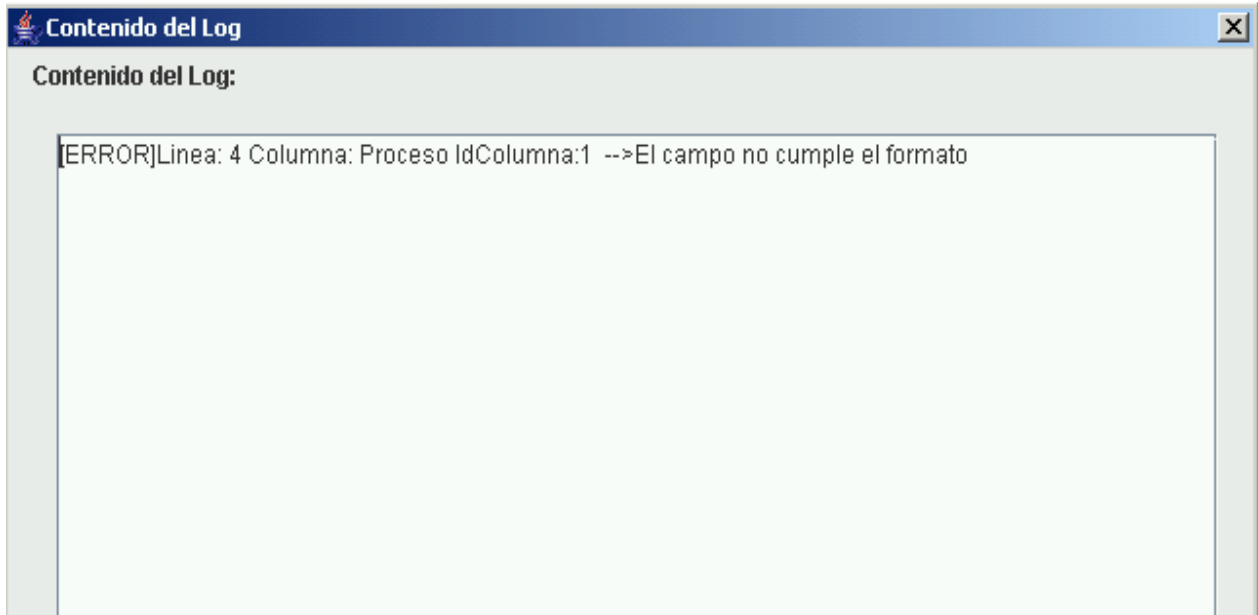 Contenido del Log
Contenido del Log:
[ERROR]Linea: 4 Columna: Proceso IdColumna:1  -->El campo no cumple el formato